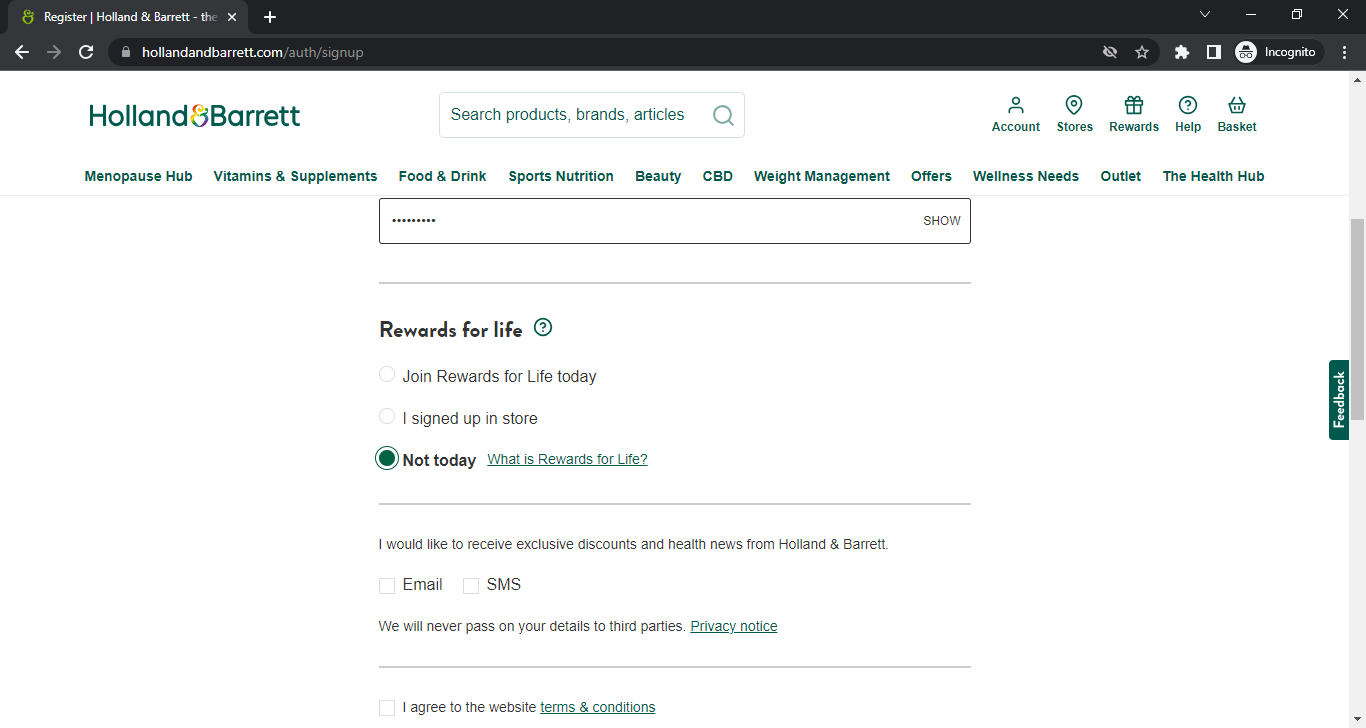 Register | Holland & Barrett - the
hollandandbarrett.com/auth/signup
Incognito
Holland&Barrett
Search products, brands, articles
Account
Stores
Rewards
Help
Basket
Menopause Hub
Vitamins & Supplements
Food & Drink
Sports Nutrition
Beauty
CBD
Weight Management
Offers
Wellness Needs
Outlet
The Health Hub
•••••••••
SHOW
Rewards for life
Join Rewards for Life today
I signed up in store
Not today What is Rewards for Life?
I would like to receive exclusive discounts and health news from Holland & Barrett.
Email SMS
We will never pass on your details to third parties. Privacy notice
I agree to the website terms & conditions
Feedback